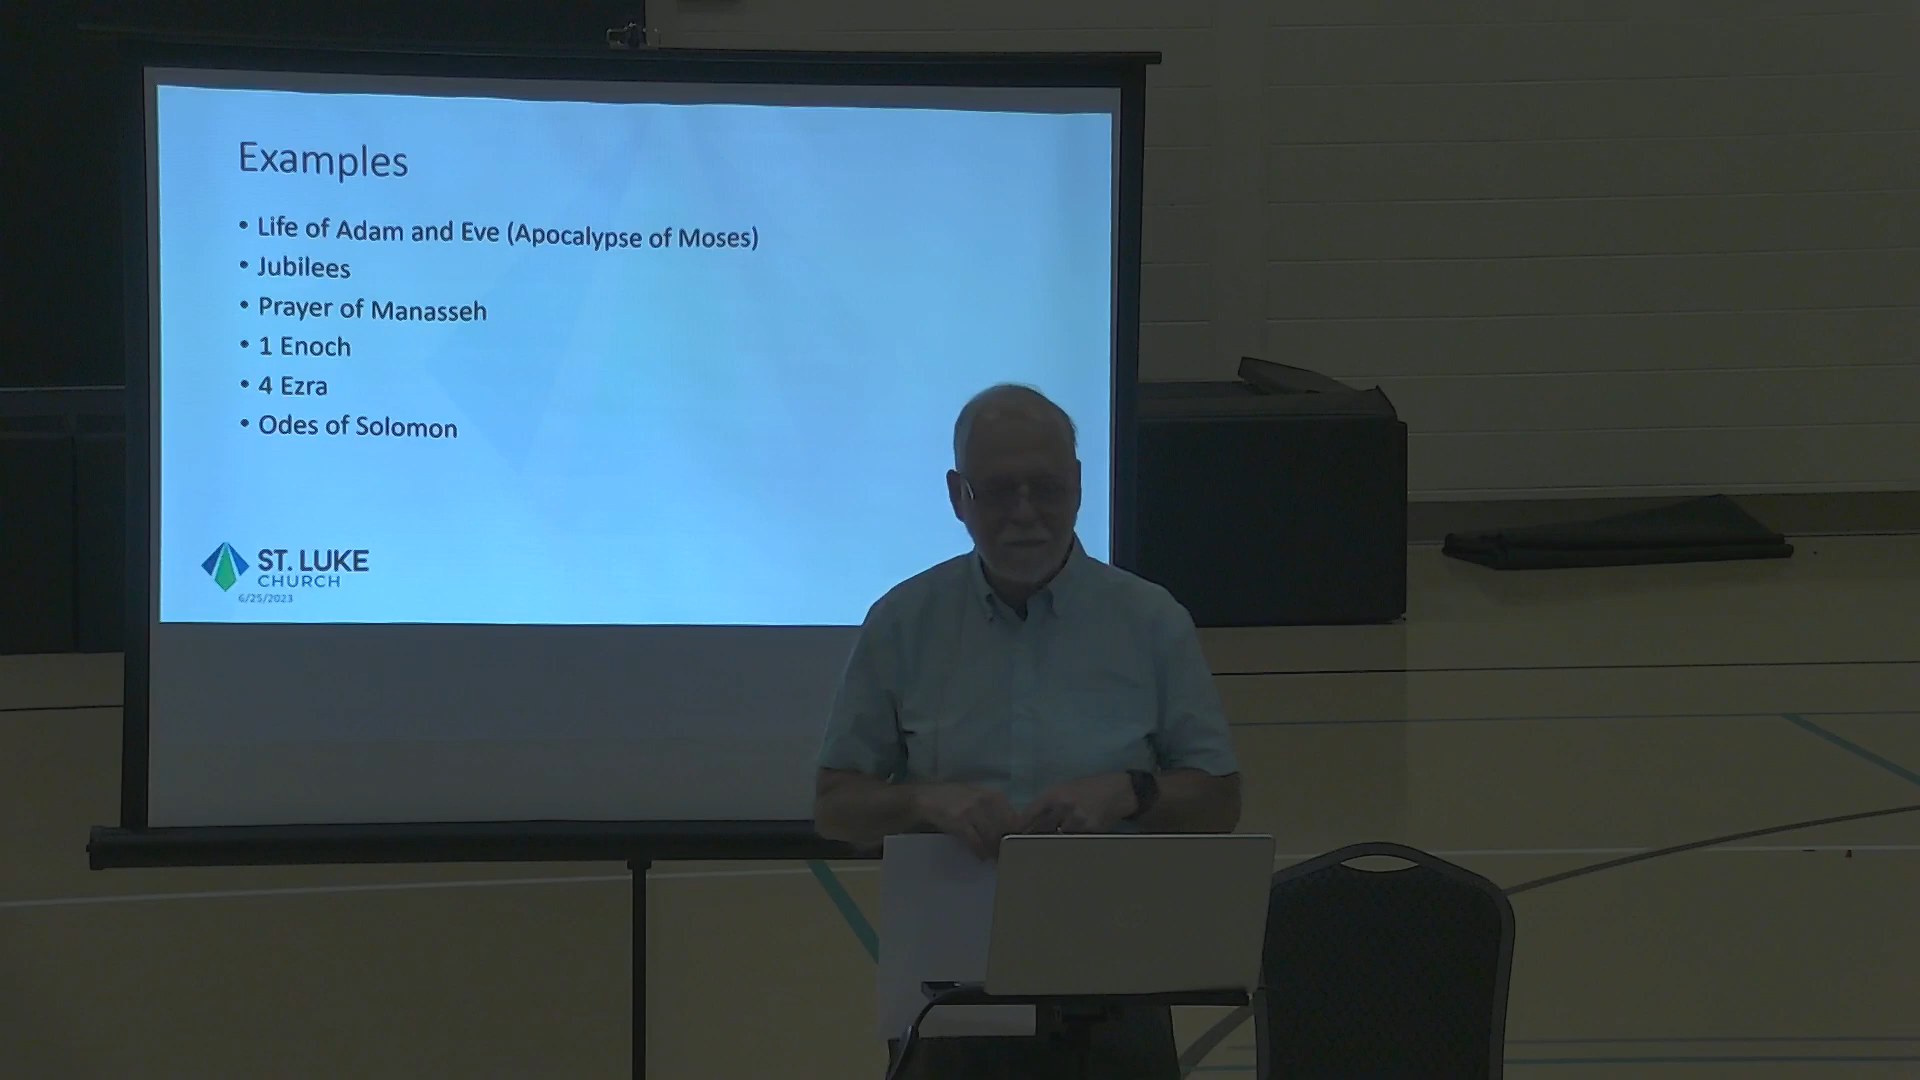 Examples
• Life of Adam and Eve (Apocalypse of Moses)
• Jubilees
• Prayer of Manasseh
• 1 Enoch
• 4 Ezra
• Odes of Solomon
ST. LUKE
CHURCH
6/25/2023